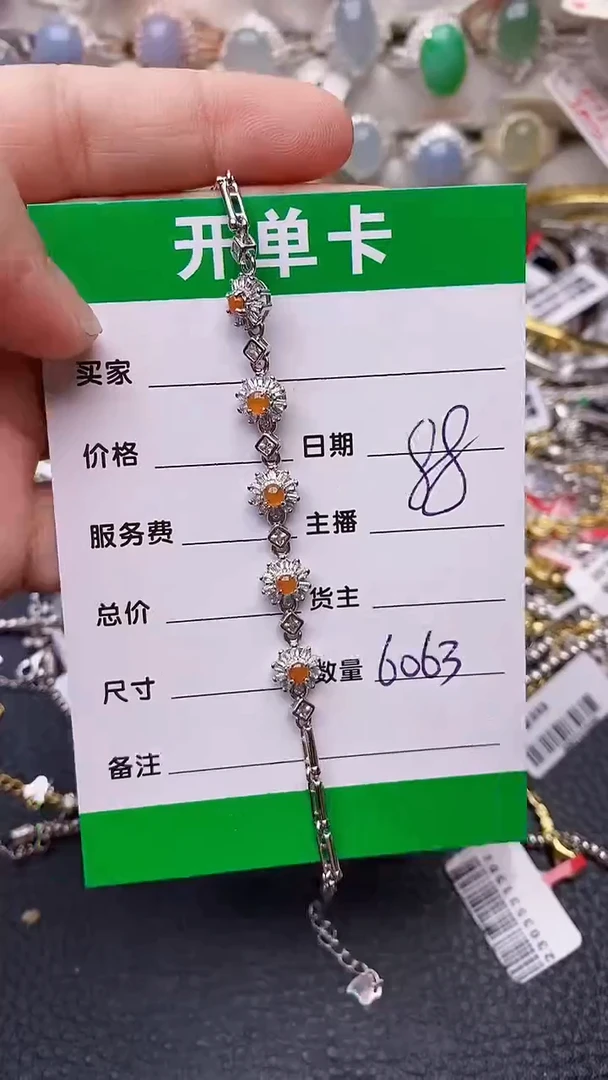 开单卡
买家
价格 日期 88
服务费 主播
总价 货主
尺寸 数量 6063
备注